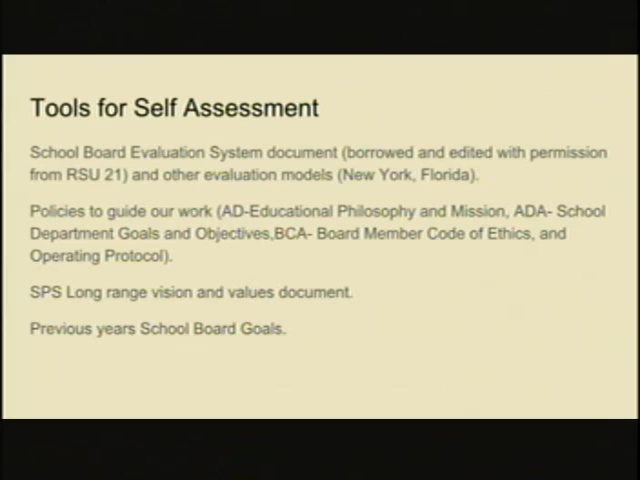 Tools for Self Assessment
School Board Evaluation System document (borrowed and edited with permission
from RSU 21) and other evaluation models (New York, Florida).
Policies to guide our work (AD-Educational Philosophy and Mission, ADA- School
Department Goals and Objectives,BCA- Board Member Code of Ethics, and
Operating Protocol).
SPS Long range vision and values document.
Previous years School Board Goals.